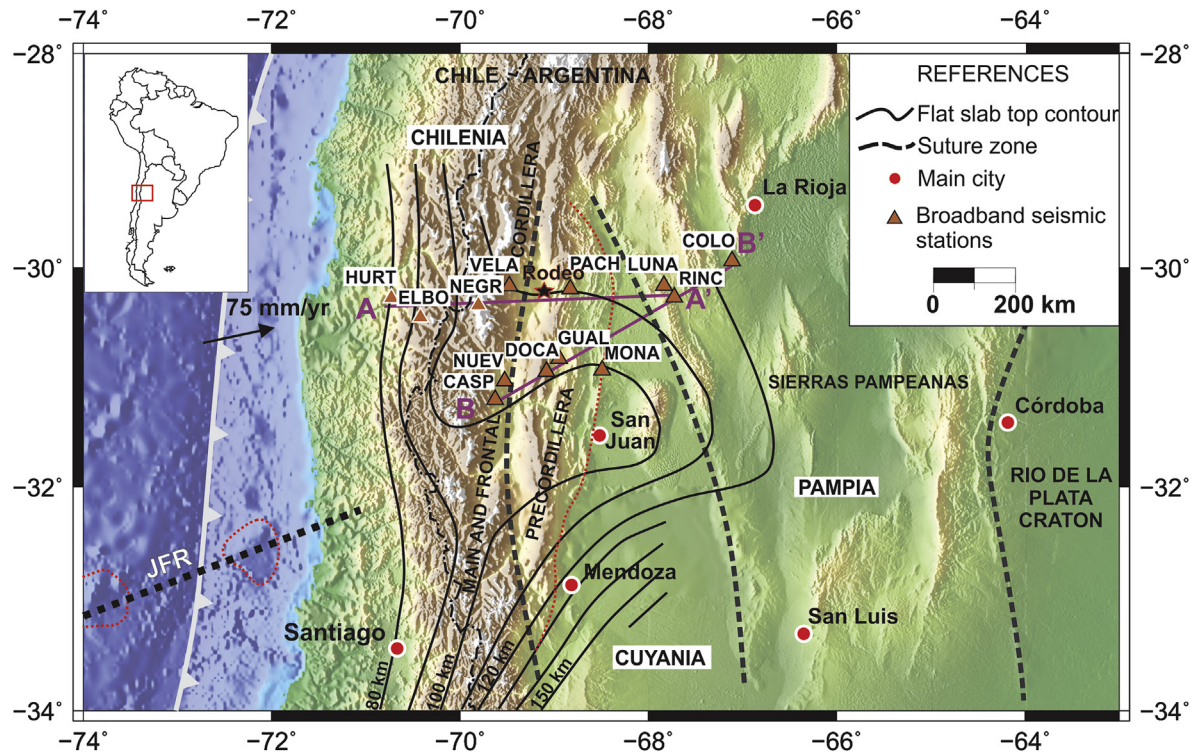 −74˚
−72˚
−70˚
−68˚
−66˚
−64˚
−28˚
−28˚
CHILE
ARGENTINA
REFERENCES
Flat slab top contour
Suture zone
Main city
Broadband seismic
stations
0
200 km
CHILENIA
CORDILLERA
La Rioja
COLO
B'
−30˚
−30˚
HURT
VELA
Rodeo
PACH
LUNA
RINC
ELBO
NEGR
A
A'
75 mm/yr
NUEV
DOCA
GUAL
MONA
CASP
B
SIERRAS PAMPEANAS
Córdoba
San
Juan
MAIN AND FRONTAL
PRECORDILLERA
−32˚
−32˚
PAMPIA
RIO DE LA
PLATA
CRATON
JFR
Mendoza
Santiago
San Luis
CUYANIA
80 km
100 km
120 km
150 km
−34˚
−34˚
−74˚
−72˚
−70˚
−68˚
−66˚
−64˚